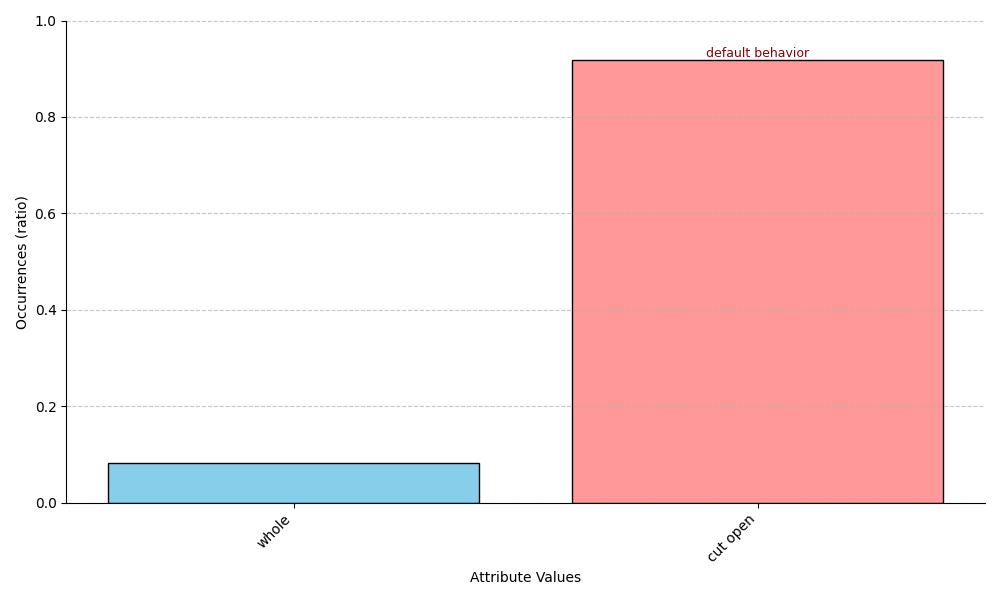 1.0
0.8
0.6
0.4
0.2
0.0
Occurrences (ratio)
default behavior
whole
cut open
Attribute Values